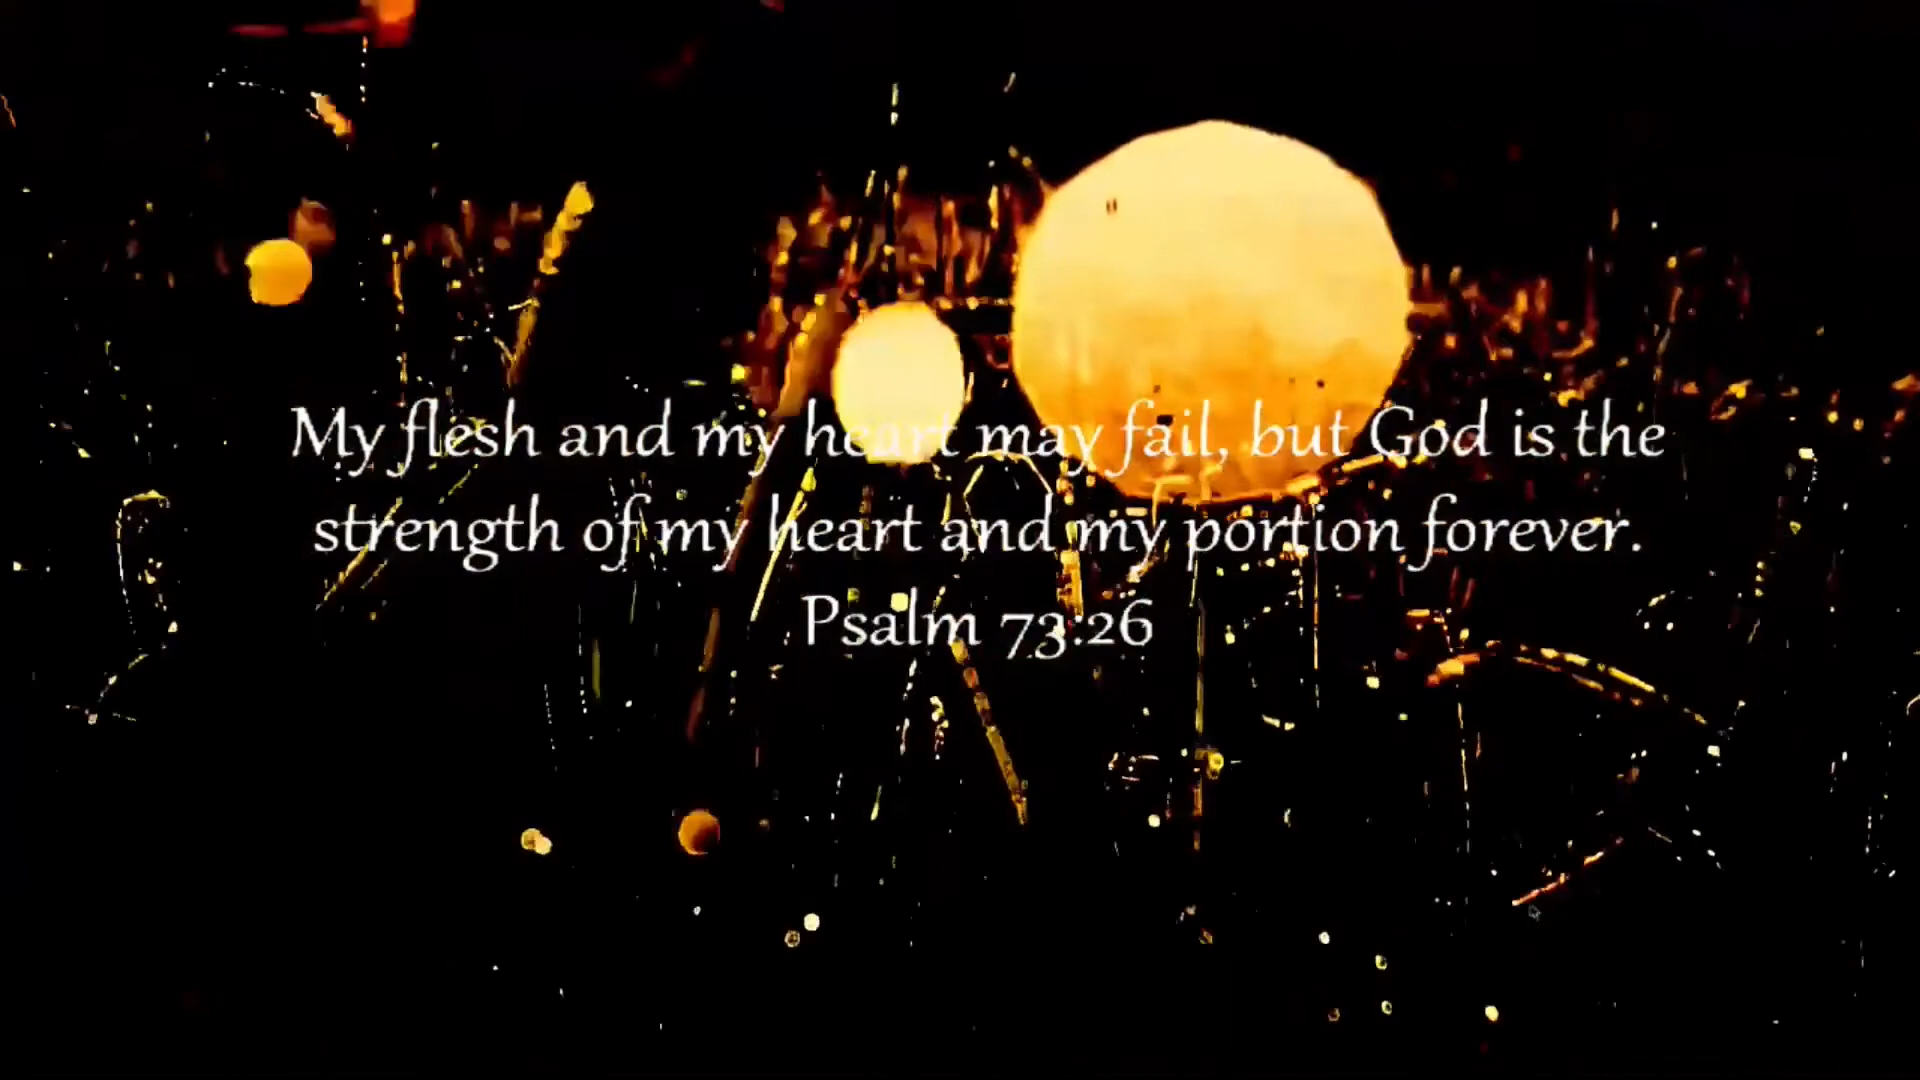 My flesh and my heart may fail, but God is the
strength of my heart and my portion forever.
Psalm 73:26